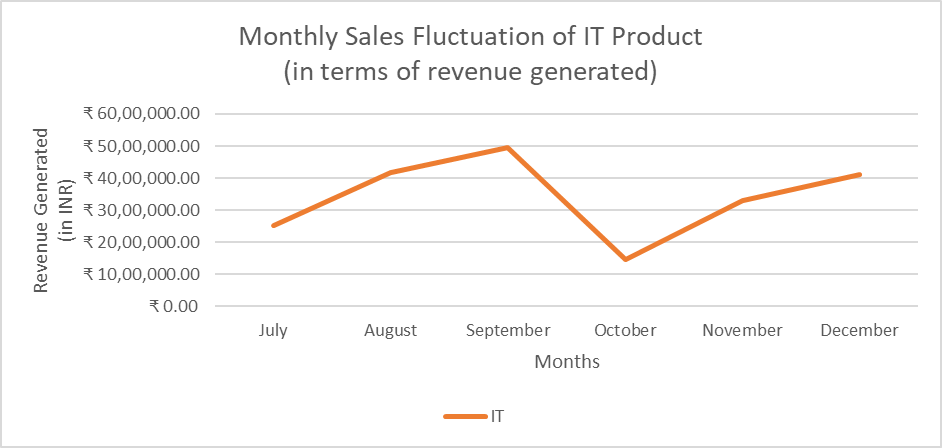 Monthly Sales Fluctuation of IT Product
(in terms of revenue generated)
Revenue Generated
(in INR)
₹ 60,00,000.00
₹ 50,00,000.00
₹ 40,00,000.00
₹ 30,00,000.00
₹ 20,00,000.00
₹ 10,00,000.00
₹ 0.00
July August September October November December
Months
IT